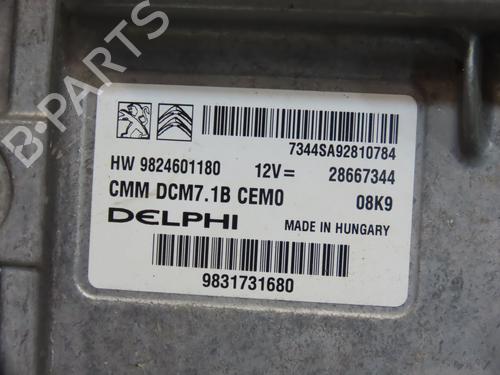 7344SA92810784
HW 9824601180 12V= 28667344
CMM DCM7.1B CEM0 08K9
DELPHI MADE IN HUNGARY
9831731680
B-PARTS